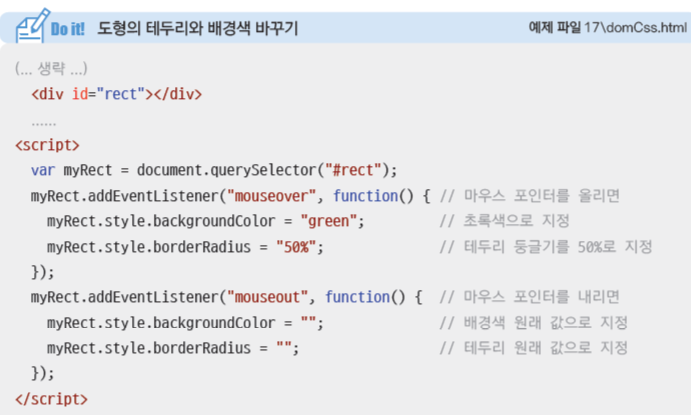 Do it! 도형의 테두리와 배경색 바꾸기 예제 파일 17\domCss.html
(... 생략 ...)
<div id="rect"></div>
......
<script>
var myRect = document.querySelector("#rect");
myRect.addEventListener("mouseover", function() { // 마우스 포인터를 올리면
myRect.style.backgroundColor = "green"; // 초록색으로 지정
myRect.style.borderRadius = "50%"; // 테두리 둥글기를 50%로 지정
});
myRect.addEventListener("mouseout", function() { // 마우스 포인터를 내리면
myRect.style.backgroundColor = ""; // 배경색 원래 값으로 지정
myRect.style.borderRadius = ""; // 테두리 원래 값으로 지정
});
</script>